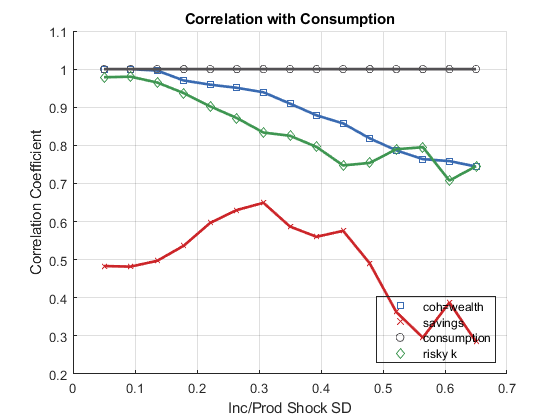 Correlation with Consumption
1.1
1
0.9
0.8
0.7
0.6
0.5
0.4
0.3
0.2
Correlation Coefficient
coh=wealth
savings
consumption
risky k
0
0.1
0.2
0.3
0.4
0.5
0.6
0.7
Inc/Prod Shock SD